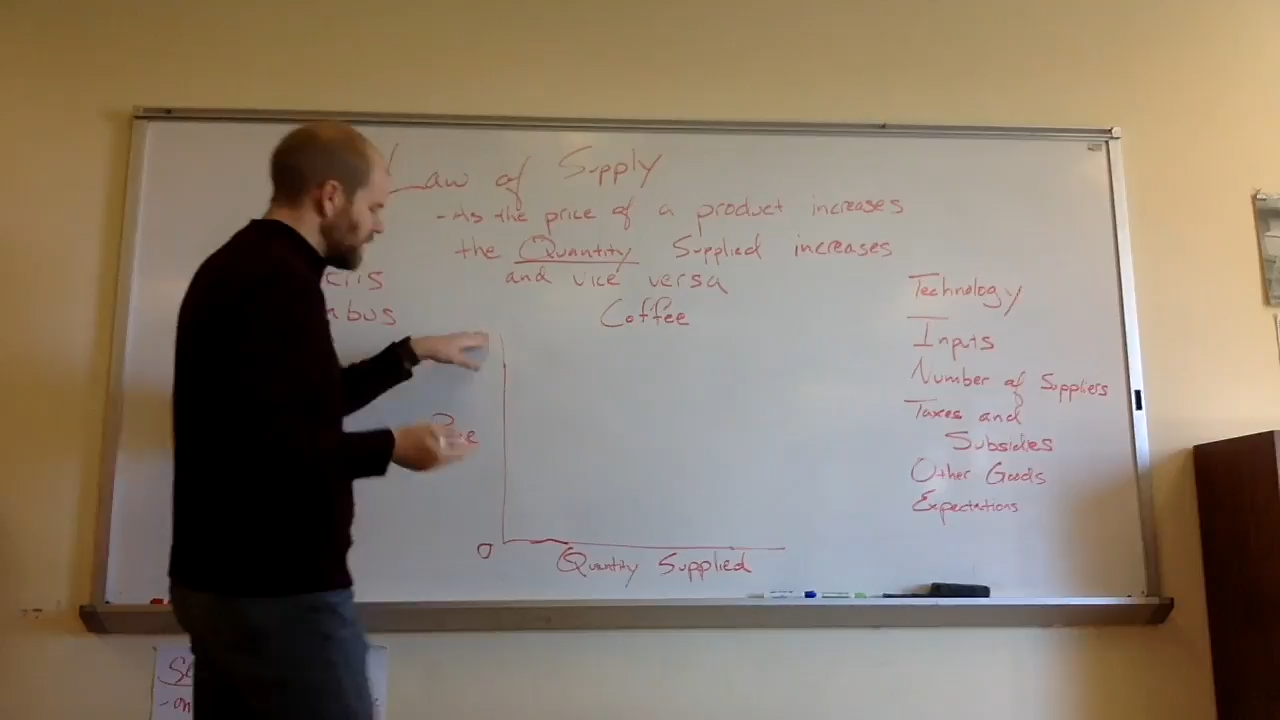 Law of Supply
- As the price of a product increases
the Quantity Supplied increases
and vice versa
Coffee
0
Quantity Supplied
Technology
Inputs
Number of Suppliers
Taxes and
Subsidies
Other Goods
Expectations